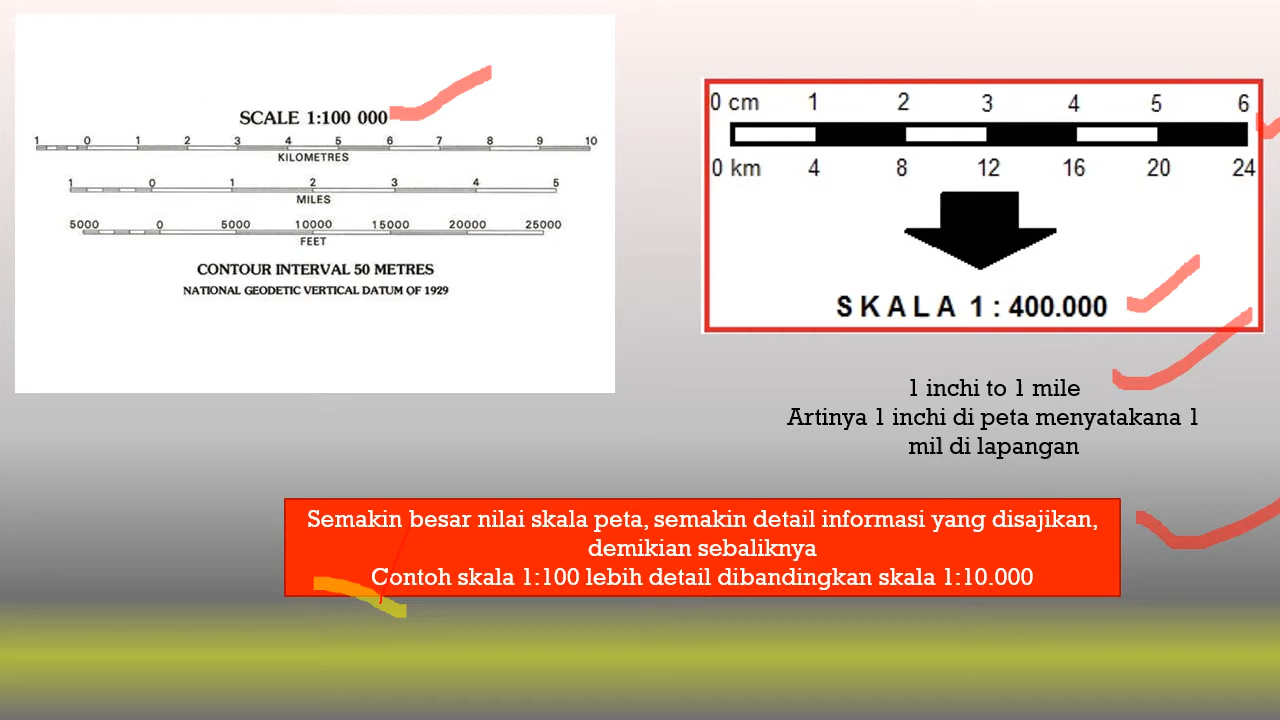 SCALE 1:100 000
1 0 1 2 3 4 5 6 7 8 9 10
KILOMETRES
1 0 1 2 3 4 5
MILES
5000 0 5000 10000 15000 20000 25000
FEET
CONTOUR INTERVAL 50 METRES
NATIONAL GEODETIC VERTICAL DATUM OF 1929
0 cm 1 2 3 4 5 6
0 km 4 8 12 16 20 24
SKALA 1 : 400.000
1 inchi to 1 mile
Artinya 1 inchi di peta menyatakana 1
mil di lapangan
Semakin besar nilai skala peta, semakin detail informasi yang disajikan,
demikian sebaliknya
Contoh skala 1:100 lebih detail dibandingkan skala 1:10.000